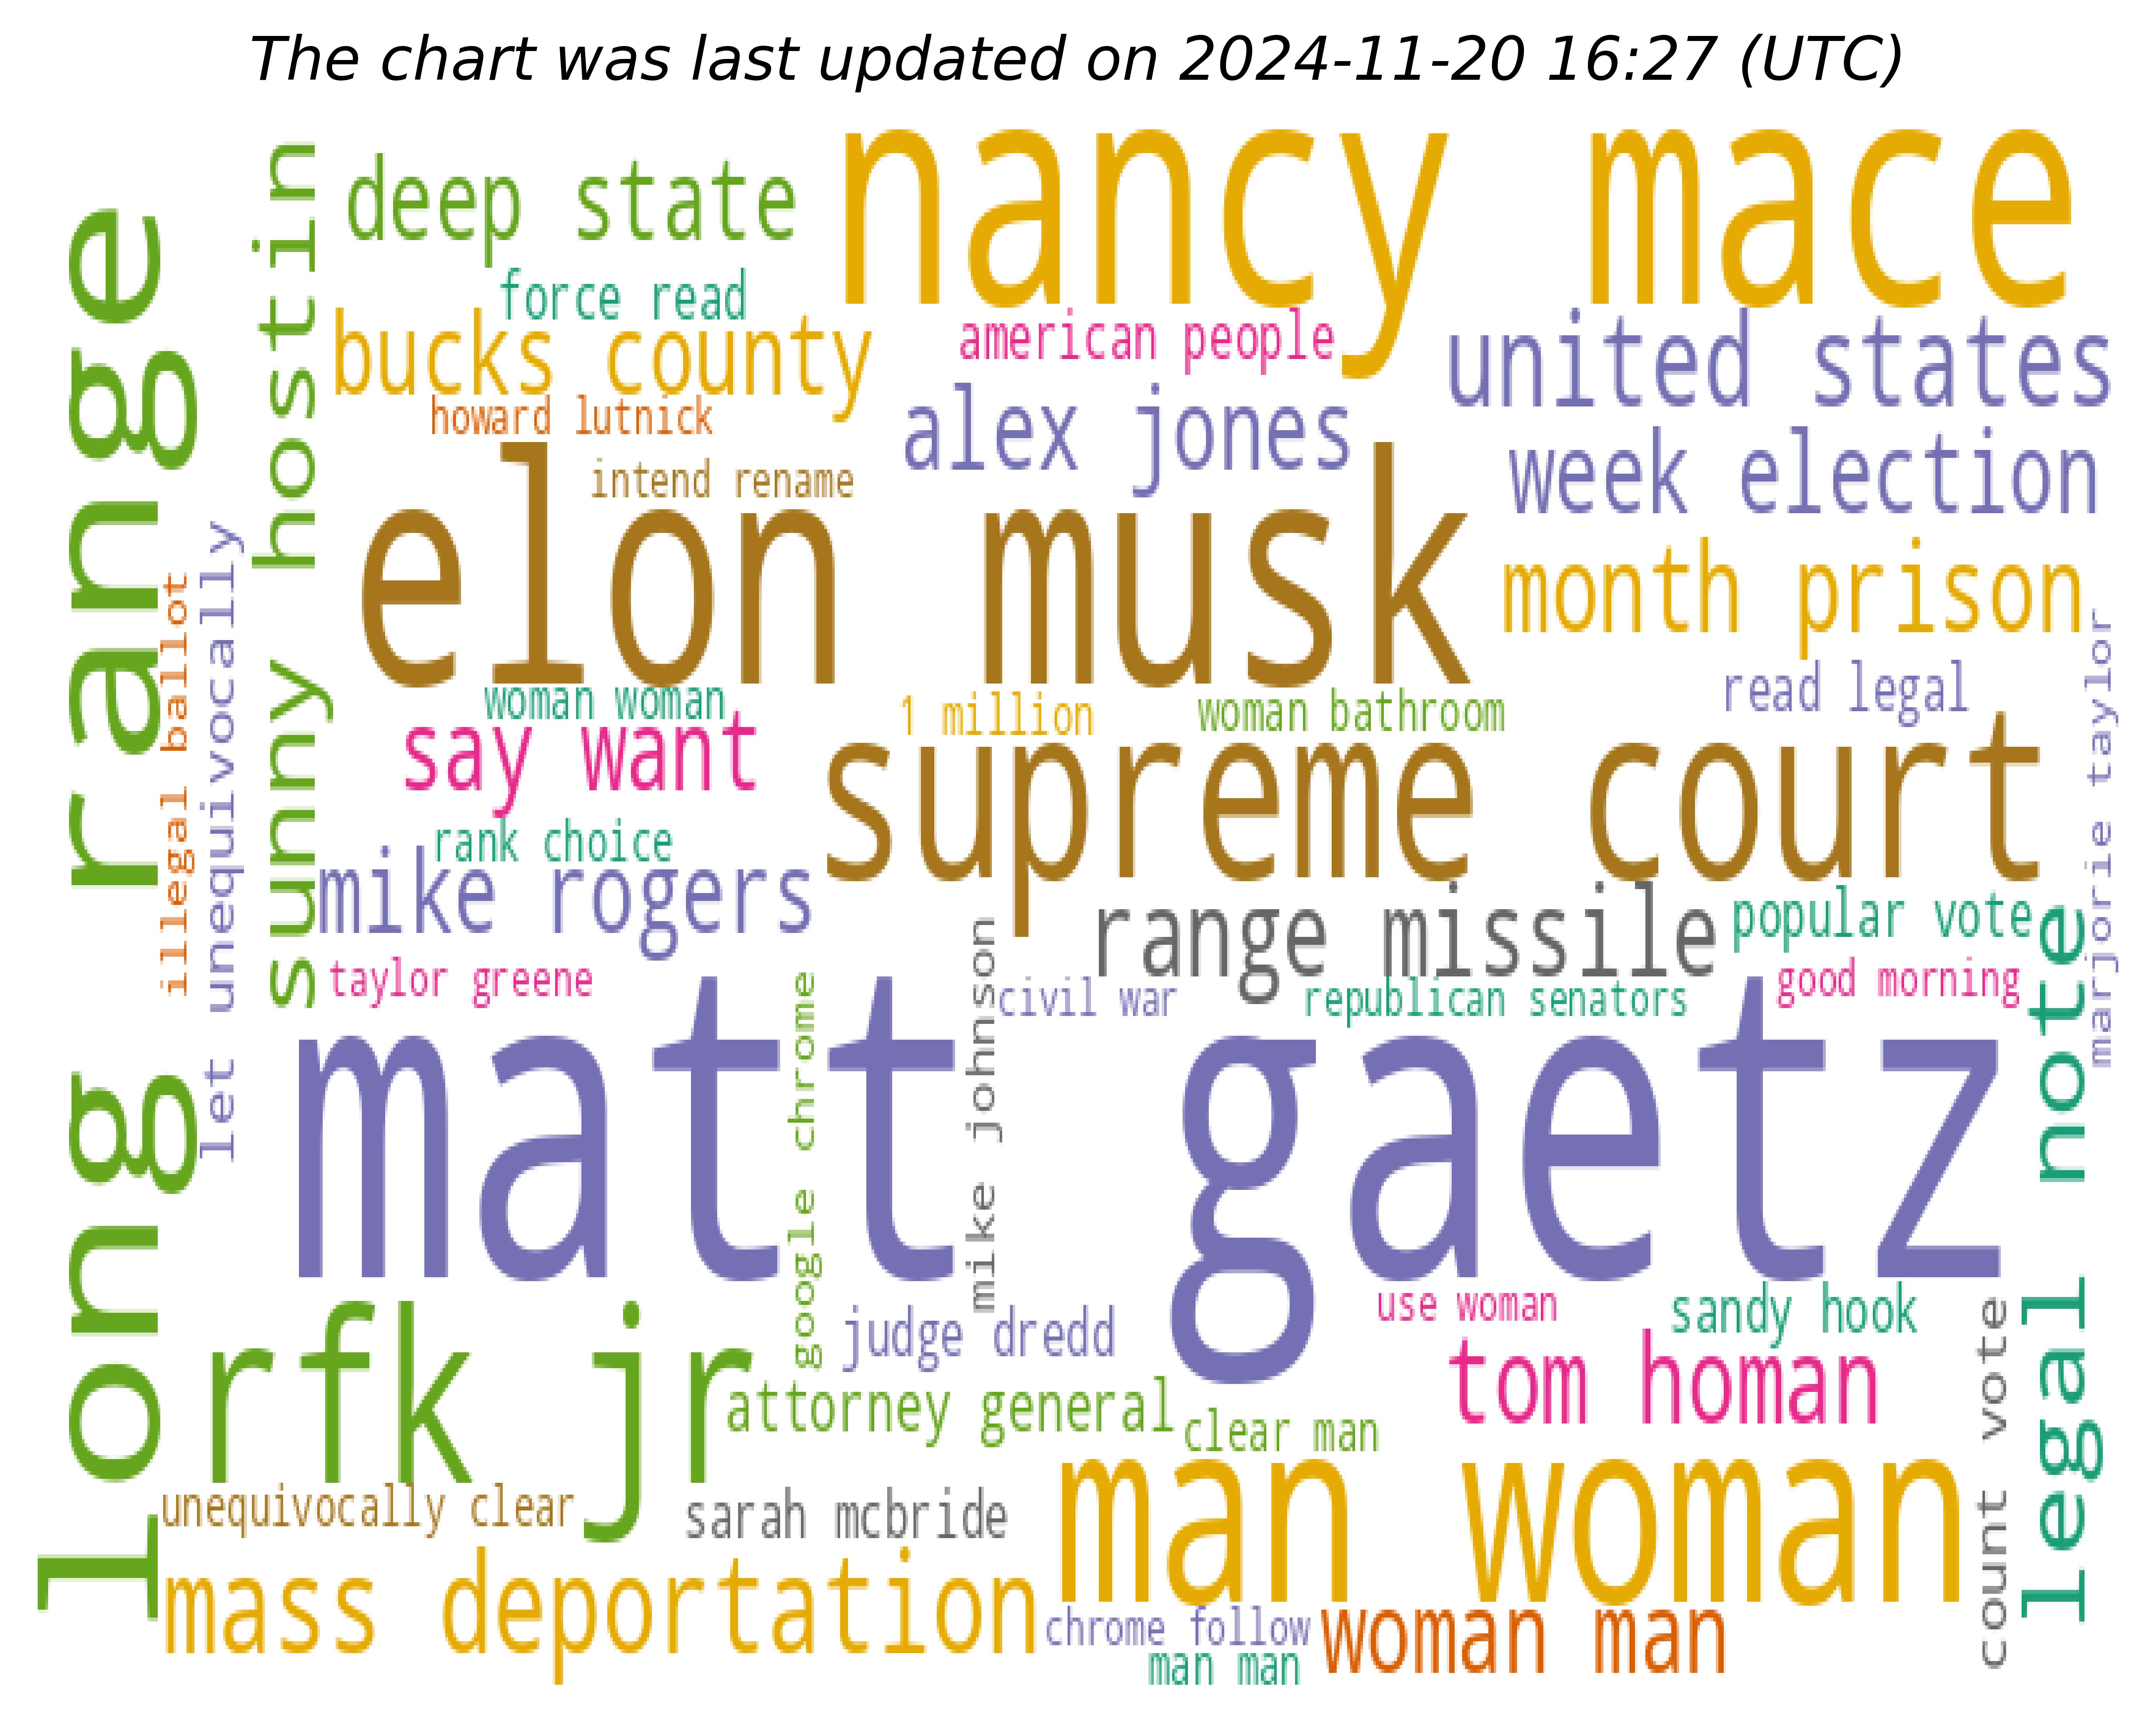 The chart was last updated on 2024-11-20 16:27 (UTC)
nancy mace
deep state
force read
bucks county
american people
united states
howard lutnick
alex jones
week election
intend rename
elon musk
month prison
long range
sunny hostin
illegal ballot
let unequivocally
woman woman
1 million
woman bathroom
read legal
marjorie taylor
say want
supreme court
rank choice
mike rogers
range missile
popular vote
taylor greene
civil war
republican senators
good morning
google chrome
mike johnson
matt gaetz
legal note
rfk jr
judge dredd
use woman
sandy hook
tom homan
attorney general
clear man
count vote
unequivocally clear
sarah mcbride
man woman
mass deportation
chrome follow
woman man
man man